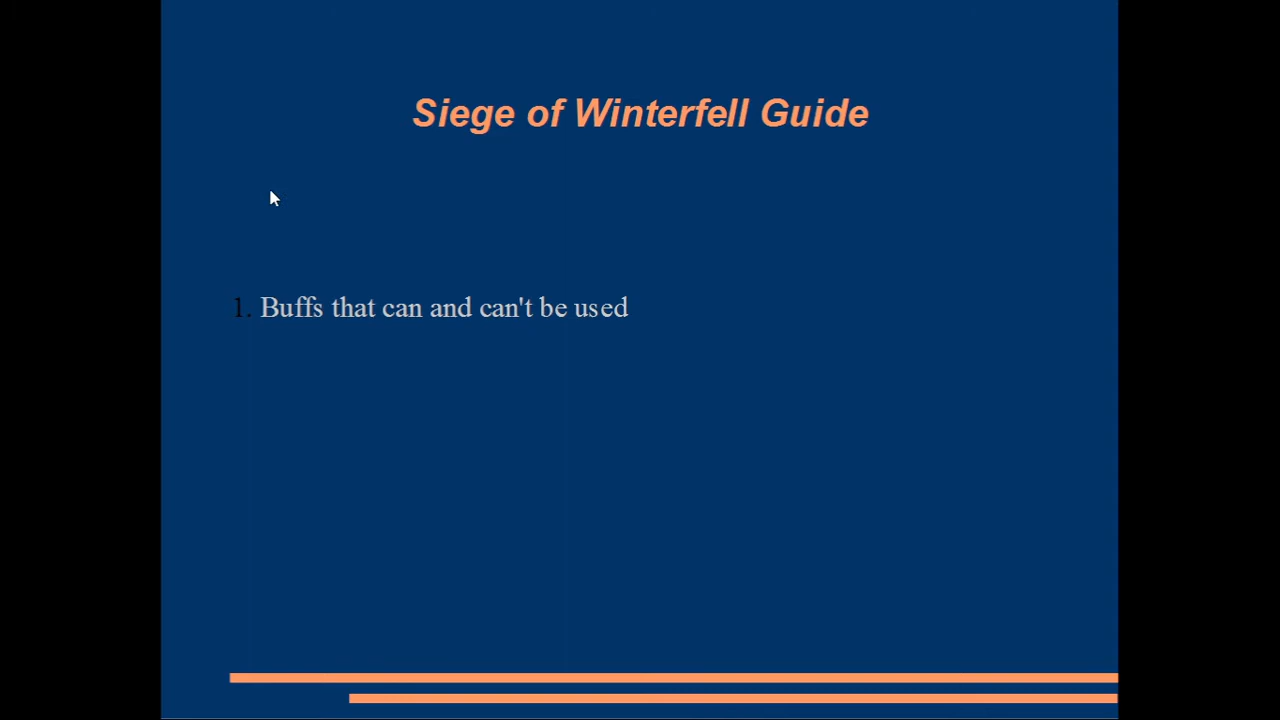 Siege of Winterfell Guide
1. Buffs that can and can't be used